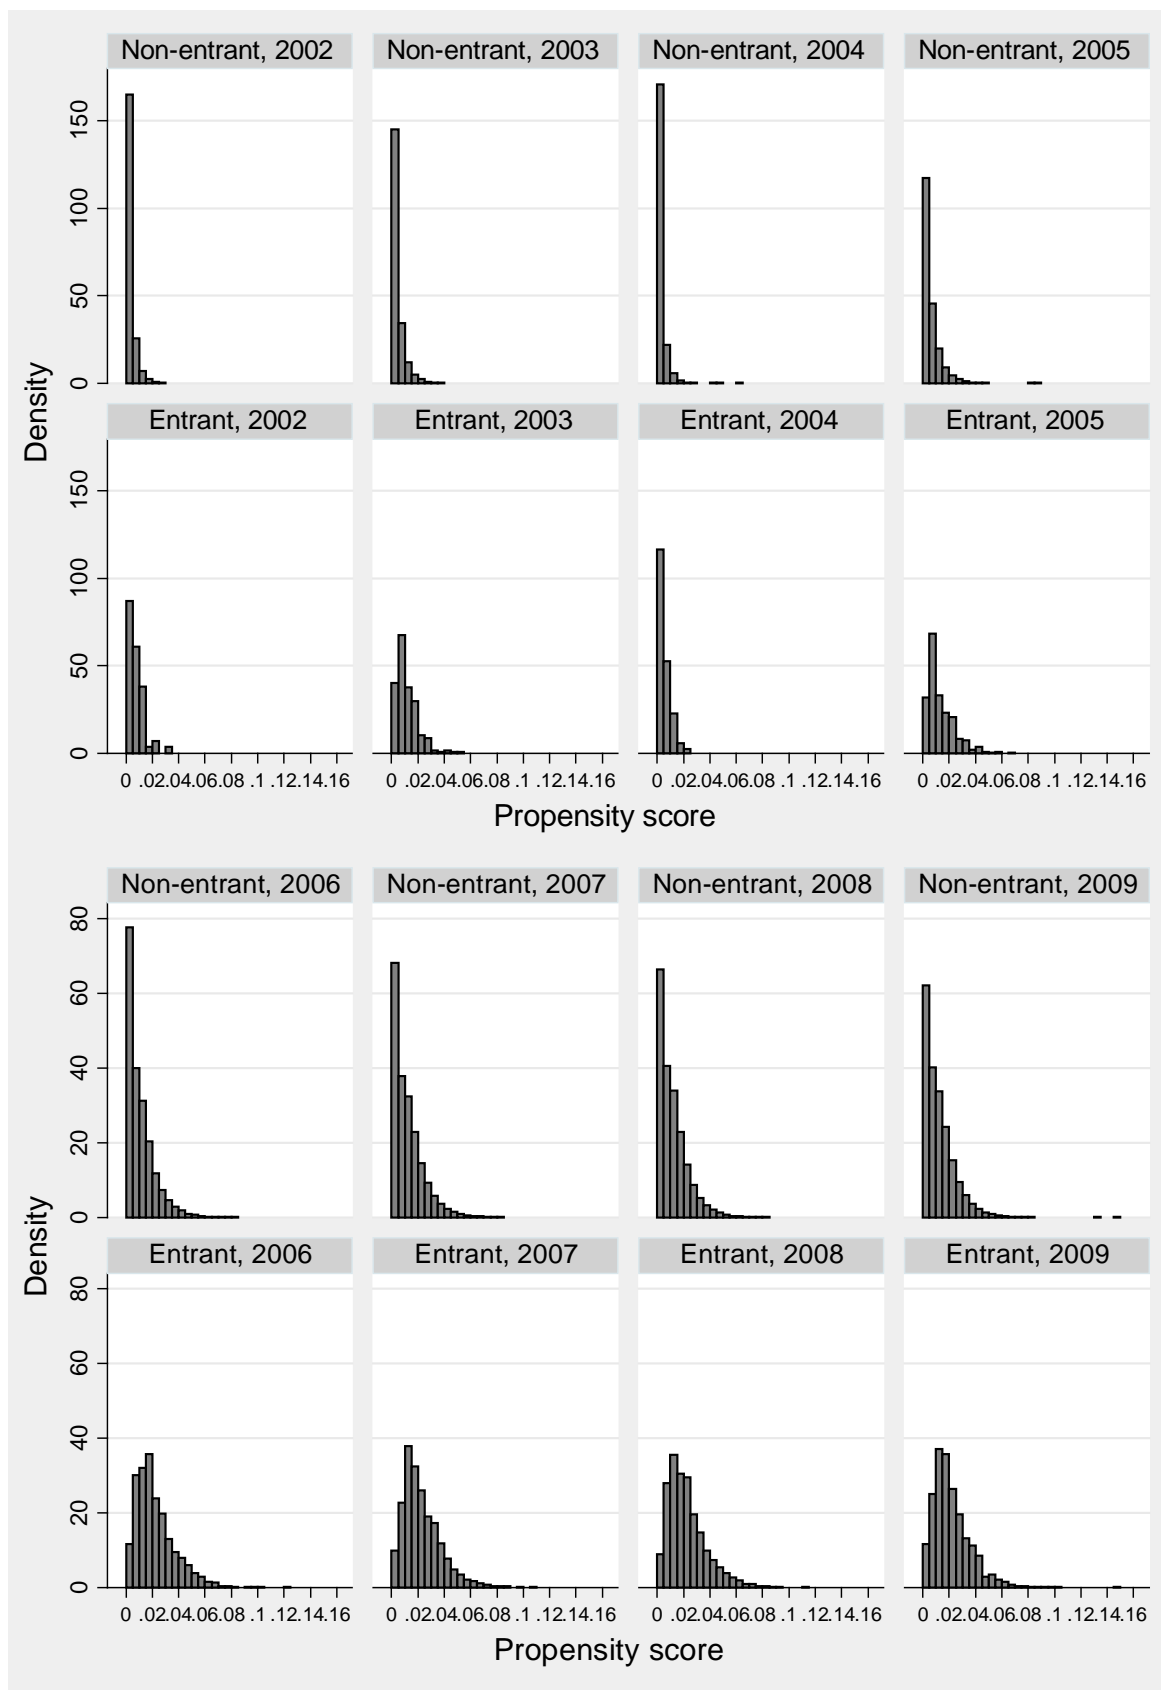 Non-entrant, 2002 Non-entrant, 2003 Non-entrant, 2004 Non-entrant, 2005
150
100
50
0
Entrant, 2002 Entrant, 2003 Entrant, 2004 Entrant, 2005
150
100
50
0
Density
0 .02 .04 .06 .08 .1 .12 .14 .16 0 .02 .04 .06 .08 .1 .12 .14 .16 0 .02 .04 .06 .08 .1 .12 .14 .16 0 .02 .04 .06 .08 .1 .12 .14 .16
Propensity score
Non-entrant, 2006 Non-entrant, 2007 Non-entrant, 2008 Non-entrant, 2009
80
60
40
20
0
Entrant, 2006 Entrant, 2007 Entrant, 2008 Entrant, 2009
80
60
40
20
0
Density
0 .02 .04 .06 .08 .1 .12 .14 .16 0 .02 .04 .06 .08 .1 .12 .14 .16 0 .02 .04 .06 .08 .1 .12 .14 .16 0 .02 .04 .06 .08 .1 .12 .14 .16
Propensity score